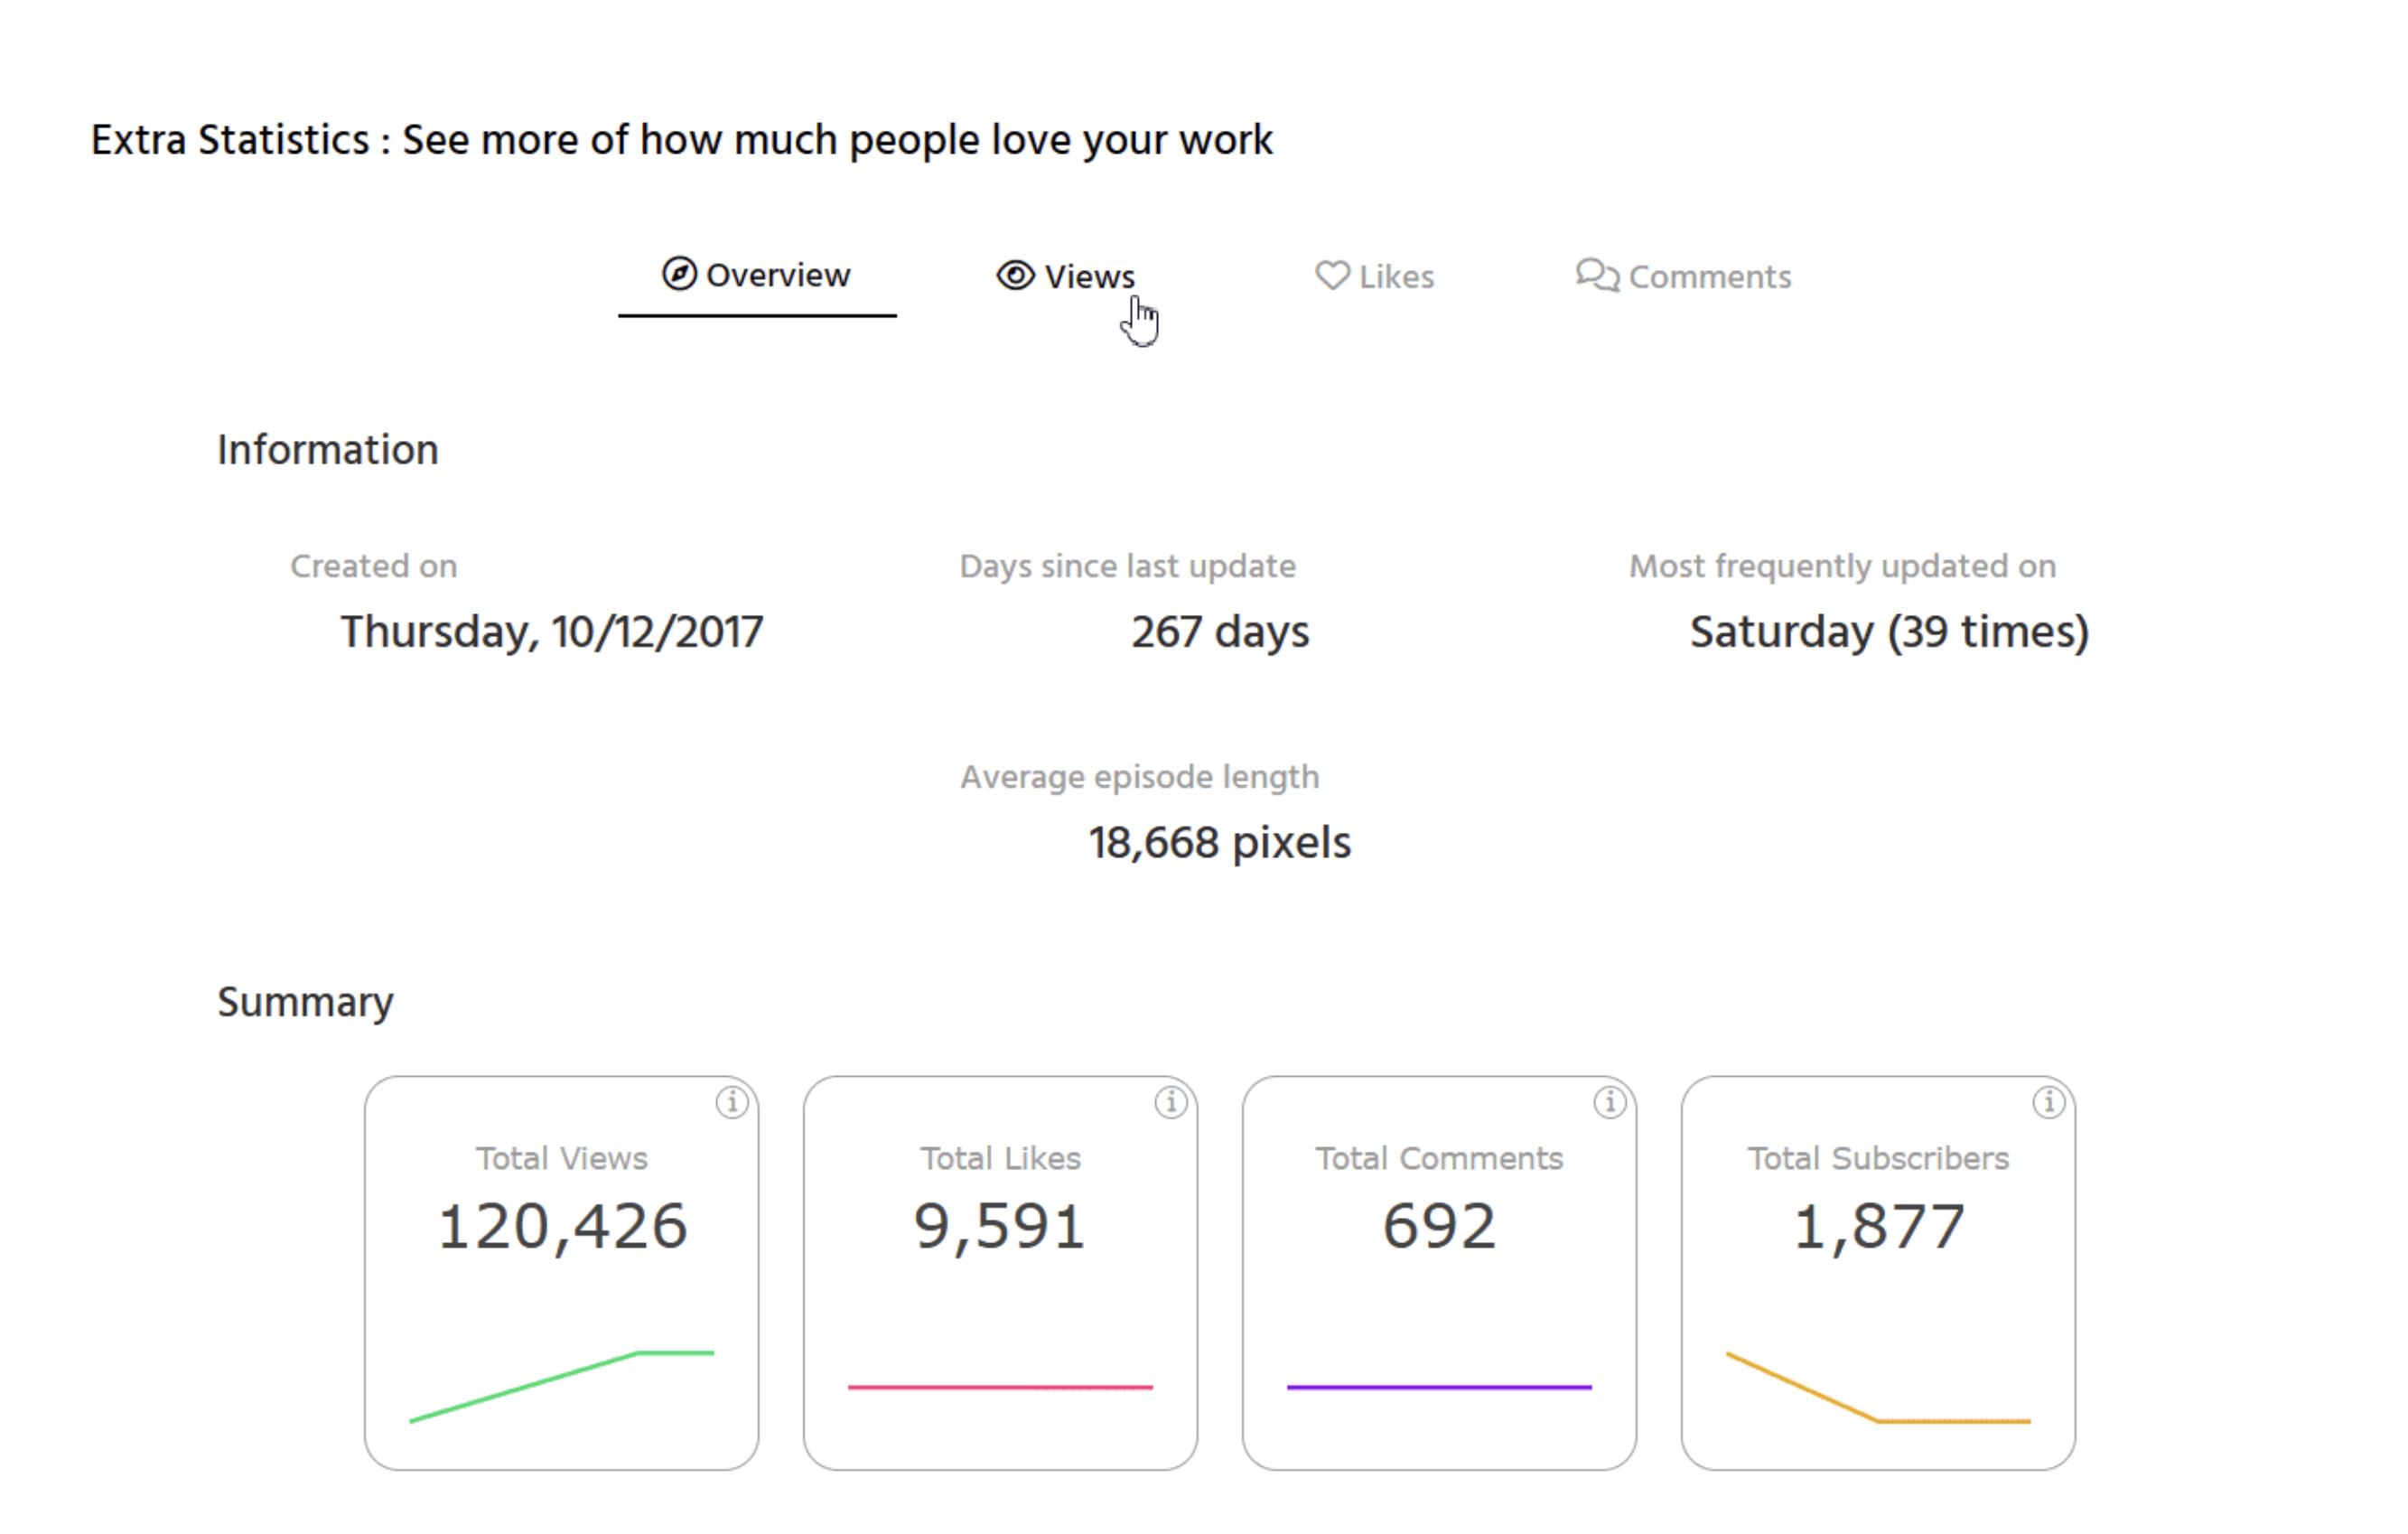 Extra Statistics : See more of how much people love your work
Overview Views Likes Comments
Information
Created on Days since last update Most frequently updated on
Thursday, 10/12/2017 267 days Saturday (39 times)
Average episode length
18,668 pixels
Summary
Total Views Total Likes Total Comments Total Subscribers
120,426 9,591 692 1,877